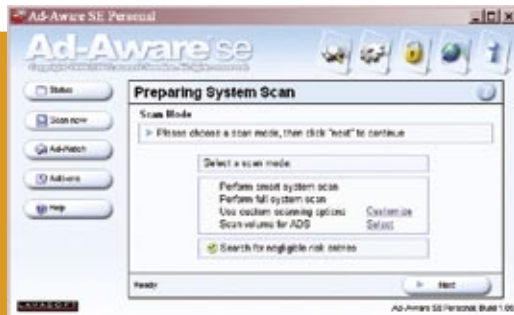 Ad-Aware SE Personal
Ad-Aware se
Status
Scan now
Ad-Watch
Add-ons
Help
Preparing System Scan
Scan Mode
Please choose a scan mode, then click "next" to continue
Select a scan mode:
Perform smart system scan
Perform full system scan
Use custom scanning options Customize
Scan volume for ADS Select
Search for negligible risk entries
Ready
Next
LAVASOFT
Ad-Aware SE Personal, Build 1.06